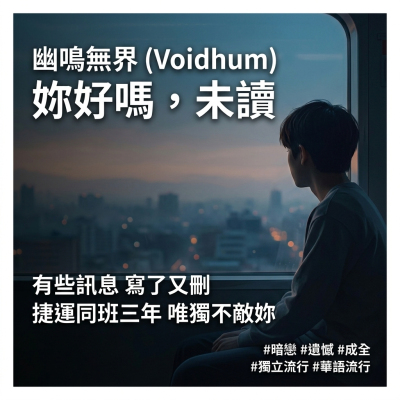 幽鳴無界 (Voidhum)
妳好嗎，未讀
有些訊息 寫了又刪
捷運同班三年 唯獨不敵妳
#暗戀 #遺憾 #成全
#獨立流行 #華語流行